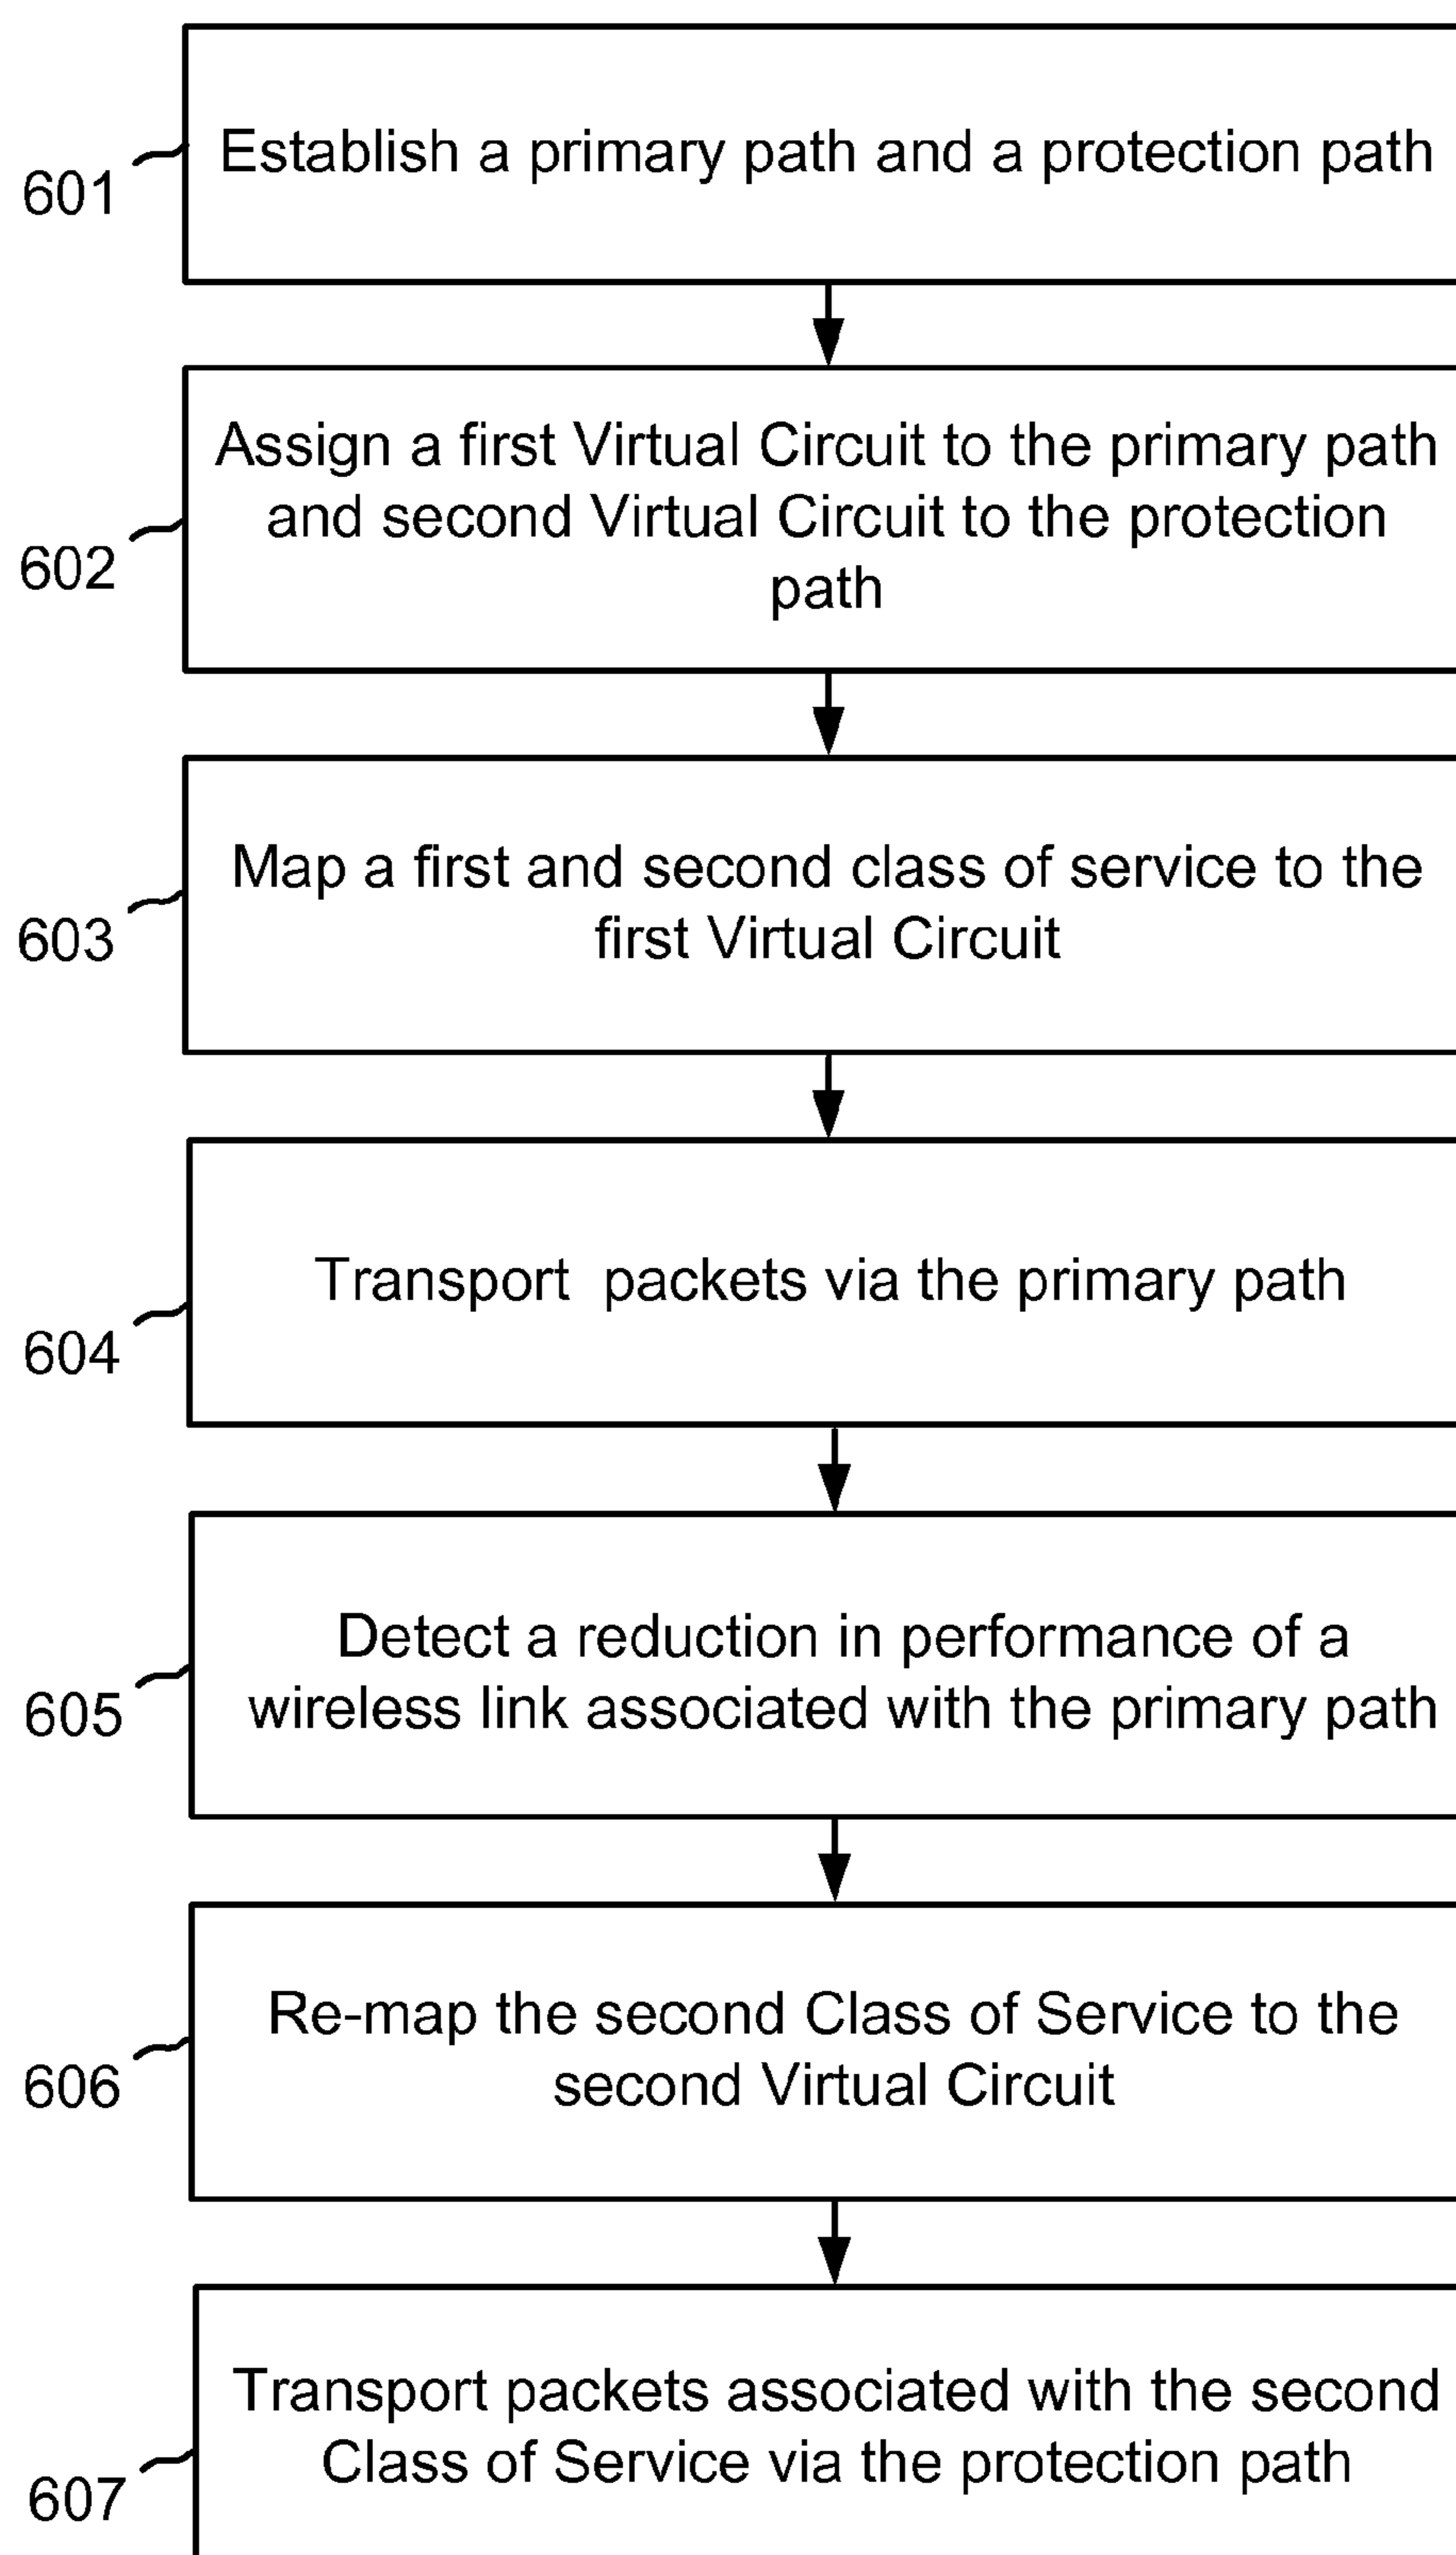 Establish a primary path and a protection path
601
Assign a first Virtual Circuit to the primary path
and second Virtual Circuit to the protection
path
602
Map a first and second class of service to the
first Virtual Circuit
603
Transport packets via the primary path
604
Detect a reduction in performance of a
wireless link associated with the primary path
605
Re-map the second Class of Service to the
second Virtual Circuit
606
Transport packets associated with the second
Class of Service via the protection path
607